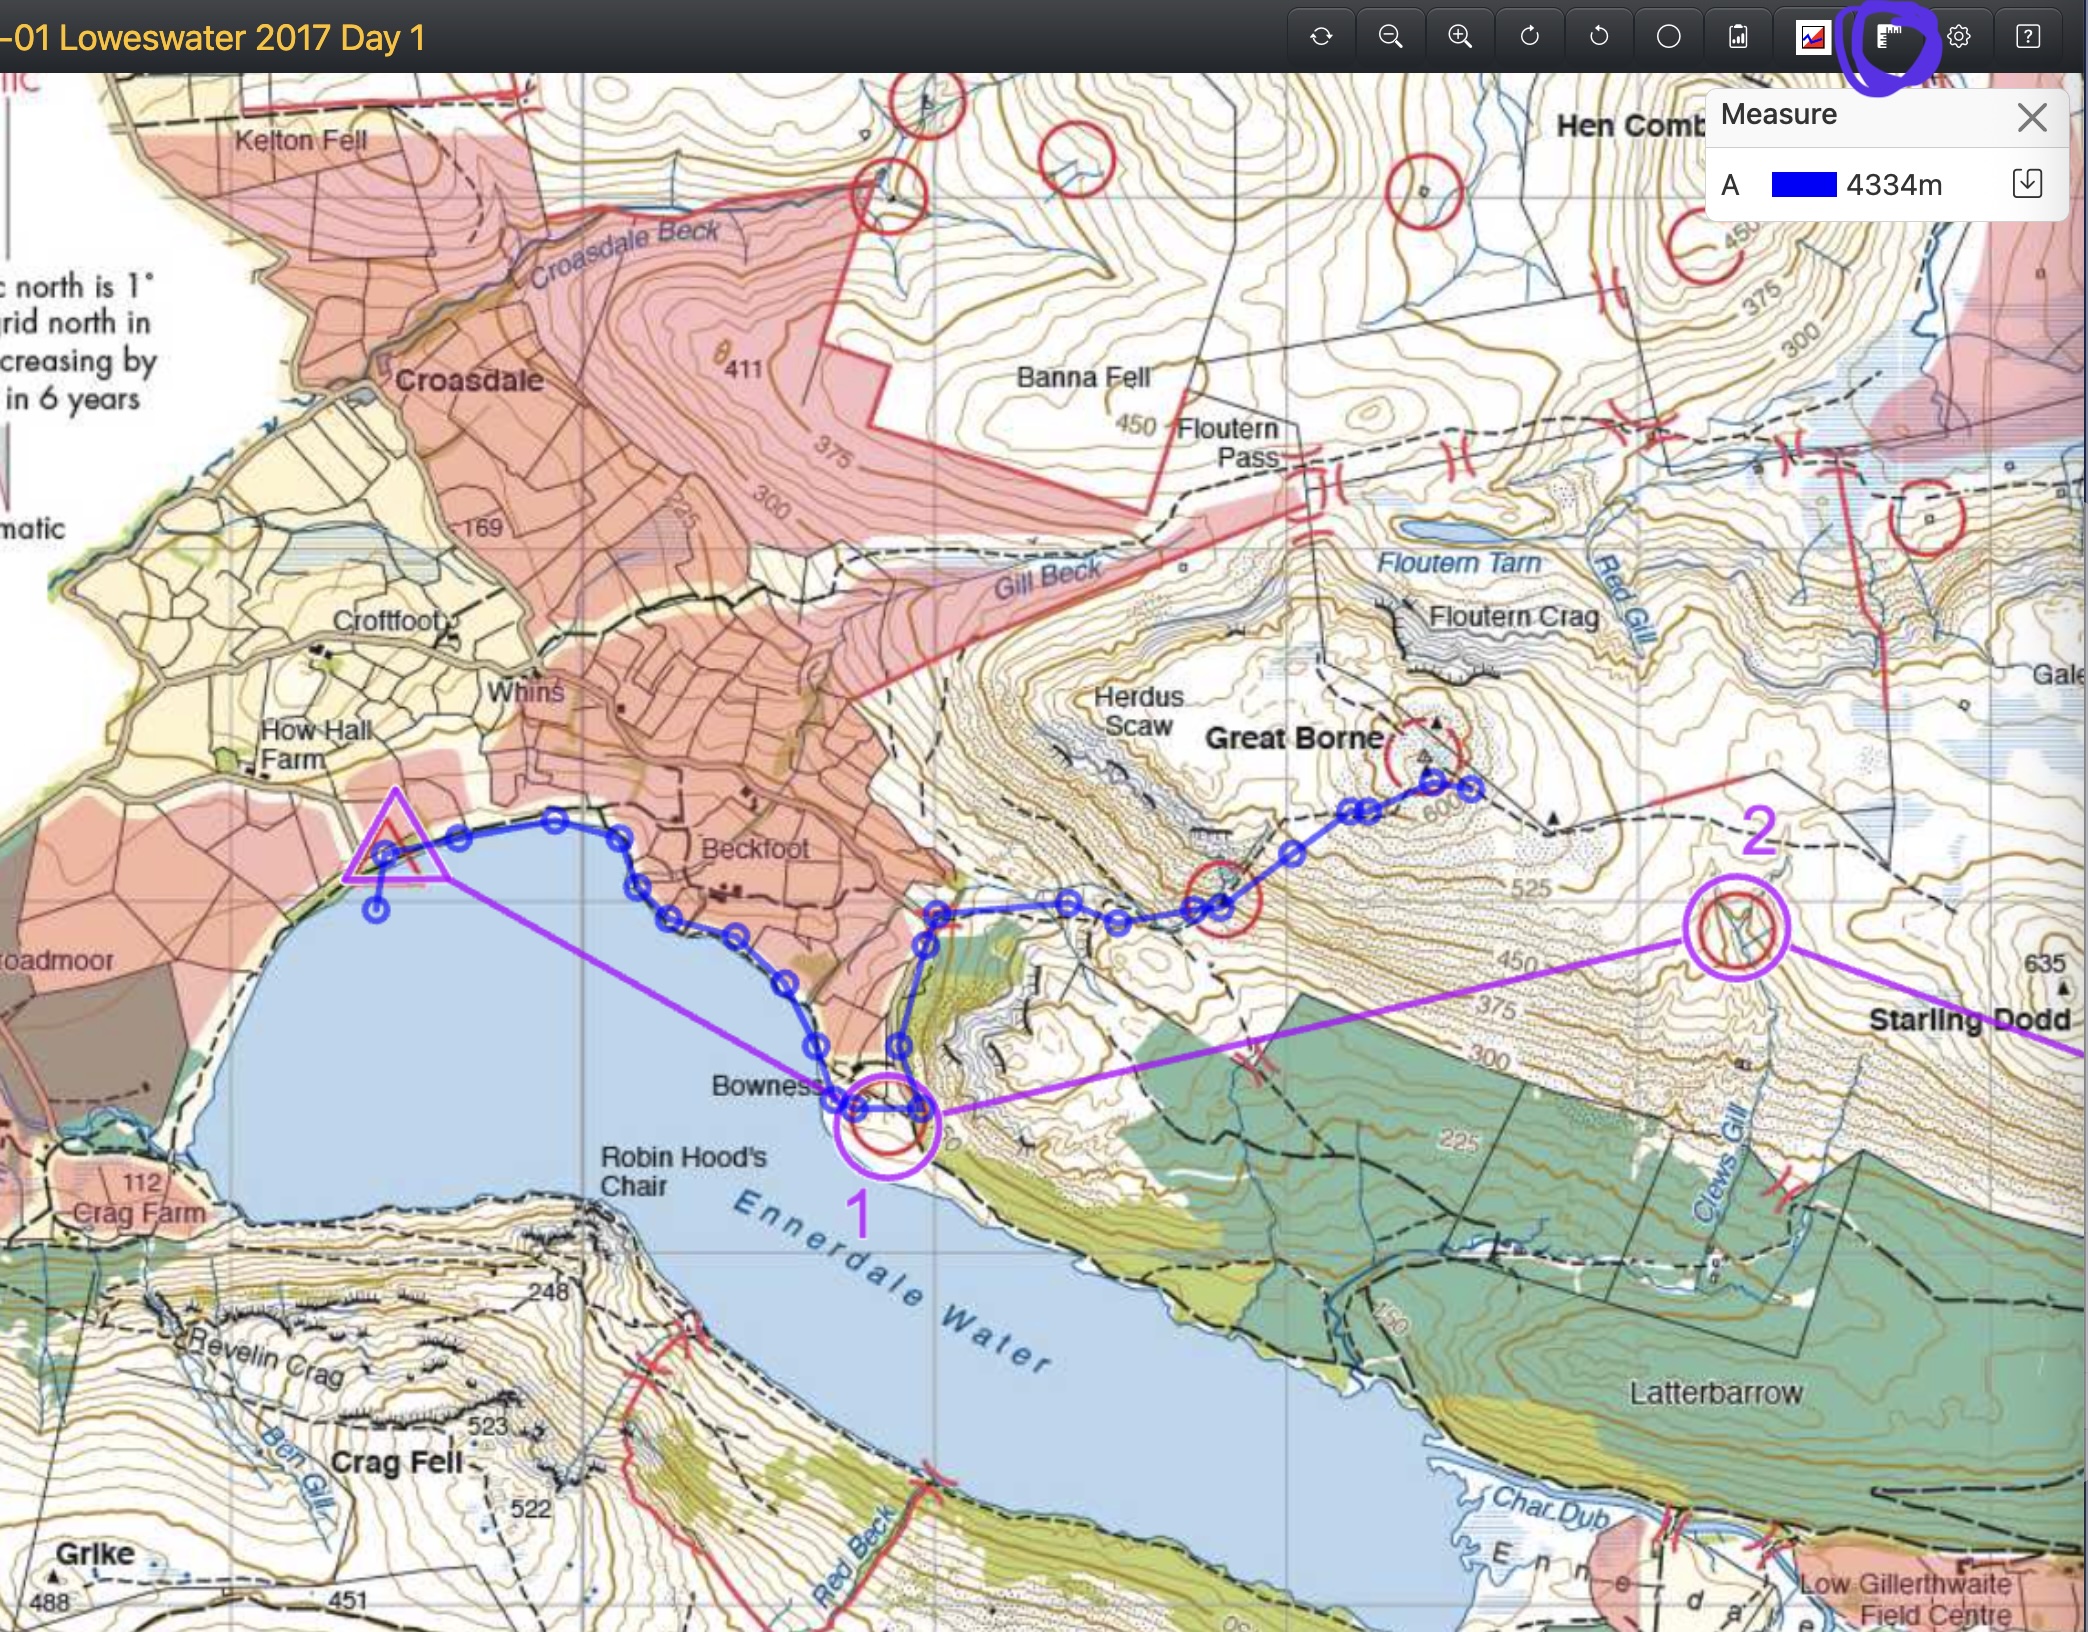 -01 Loweswater 2017 Day 1
Measure
A 4334m
Kelton Fell
Hen Comb
Croasdale Beck
450
375
300
c north is 1°
grid north in
creasing by
in 6 years
matic
411
Croasdale
Banna Fell
450
Floutern
Pass
375
300
225
169
Gill Beck
Floutern Tarn
Red Gill
Floutern Crag
Croftfoot
Whins
How Hall
Farm
Herdus
Scaw
Great Borne
Gale
600
2
Beckfoot
525
450
375
300
635
Starling Dodd
roadmoor
Bowness
Robin Hood's
Chair
1
225
Clews Gill
112
Crag Farm
Ennerdale Water
248
150
Revelin Crag
Latterbarrow
523
Crag Fell
Ben Gill
522
Char Dub
Red Beck
Grike
488
451
Ennerdale
Low Gillerthwaite
Field Centre